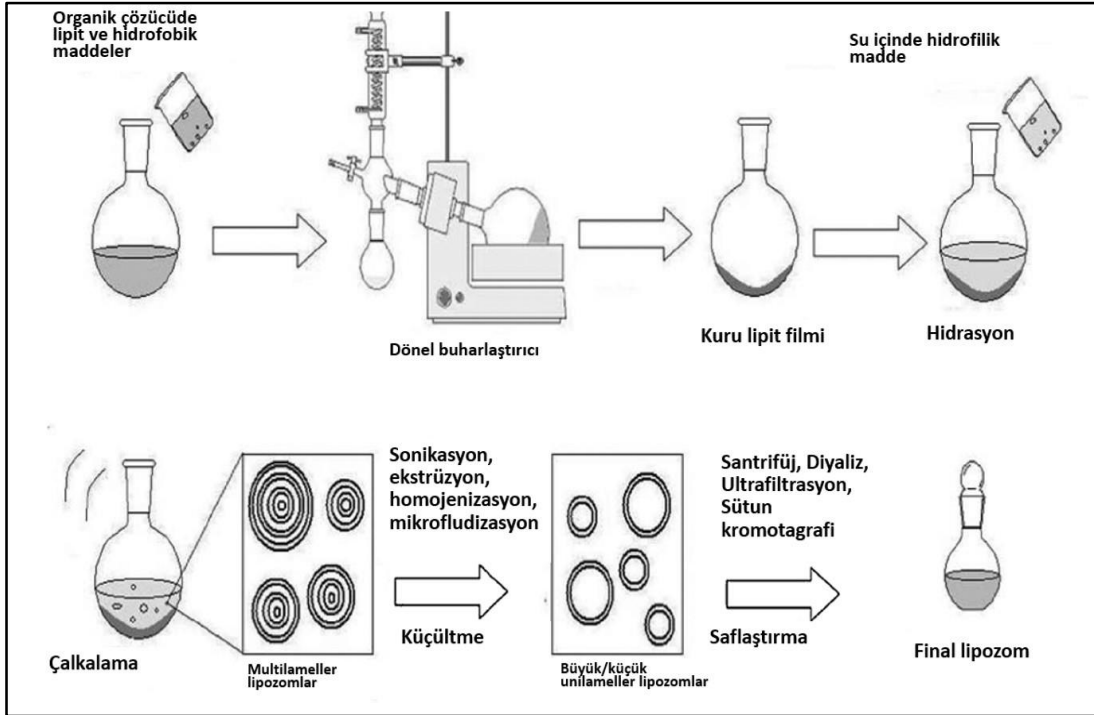 Organik çözücüde
lipit ve hidrofobik
maddeler
Su içinde hidrofilik
madde
Dönel buharlaştırıcı
Kuru lipit filmi
Hidrasyon
Sonikasyon,
ekstrüzyon,
homojenizasyon,
mikrofludizasyon
Santrifüj, Diyaliz,
Ultrafiltrasyon,
Sütun
kromotagrafi
Çalkalama
Multilameller
lipozomlar
Küçültme
Büyük/küçük
unilameller lipozomlar
Saflaştırma
Final lipozom